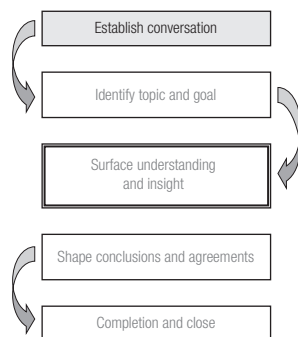 Establish conversation
Identify topic and goal
Surface understanding
and insight
Shape conclusions and agreements
Completion and close